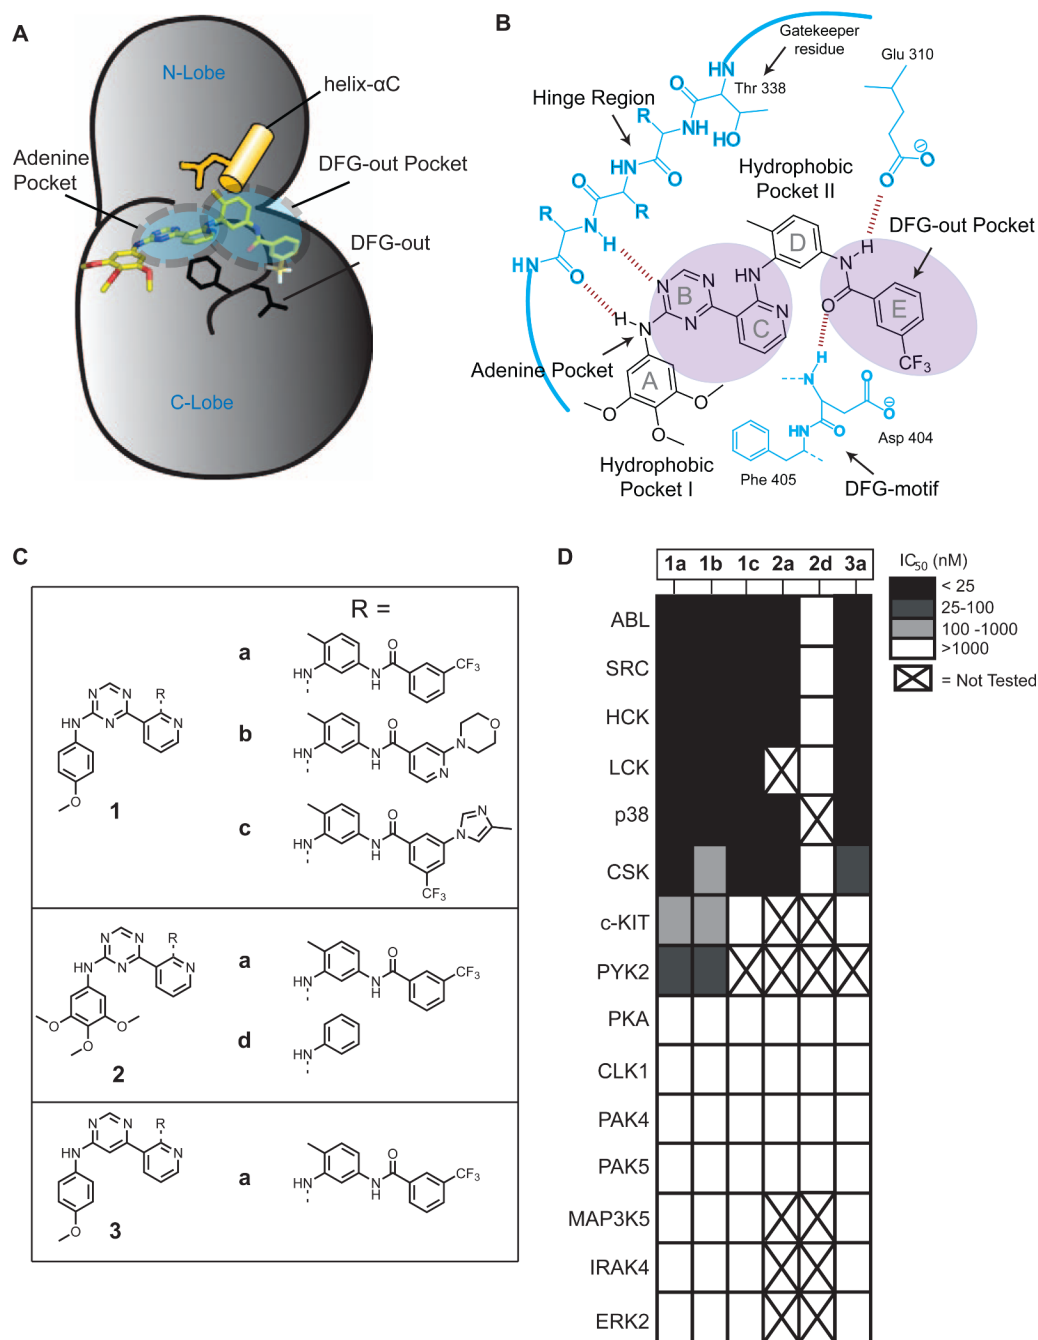 A
N-Lobe
helix-αC
Adenine
Pocket
DFG-out Pocket
DFG-out
C-Lobe
B
Gatekeeper
residue
Glu 310
HN
Thr 338
Hinge Region
O
R
NH
HO
HN
O
O
R
Hydrophobic
Pocket II
O
⊖
O
R
N
H
HN
O
D
H
N
DFG-out Pocket
N
N
B
N
HN
N
C
O
E
H
N
CF3
Adenine Pocket
A
H
N
O
O
O
O
O
⊖
HN
O
Asp 404
Hydrophobic
Pocket I
Phe 405
DFG-motif
C
R =
a
HN
N
H
O
CF3
N
N
N
R
N
HN
O
1
b
HN
N
H
O
N
N
O
c
HN
N
H
O
N
N
CF3
N
N
N
R
N
HN
O
O
O
2
a
HN
N
H
O
CF3
d
HN
N
N
R
N
HN
O
3
a
HN
N
H
O
CF3
D
1a 1b 1c 2a 2d 3a
IC50 (nM)
< 25
25-100
100 -1000
>1000
= Not Tested
ABL
SRC
HCK
LCK
p38
CSK
c-KIT
PYK2
PKA
CLK1
PAK4
PAK5
MAP3K5
IRAK4
ERK2